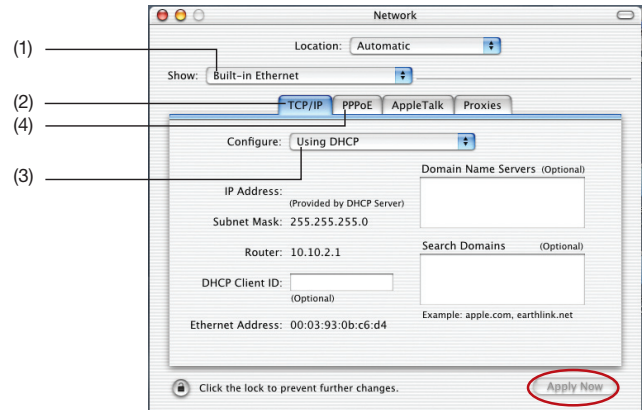 Network
Location: Automatic
(1)
Show: Built-in Ethernet
(2)
TCP/IP PPPoE AppleTalk Proxies
(4)
Configure: Using DHCP
(3)
Domain Name Servers (Optional)
IP Address:
(Provided by DHCP Server)
Subnet Mask: 255.255.255.0
Router: 10.10.2.1
Search Domains (Optional)
DHCP Client ID:
(Optional)
Example: apple.com, earthlink.net
Ethernet Address: 00:03:93:0b:c6:d4
Click the lock to prevent further changes.
Apply Now